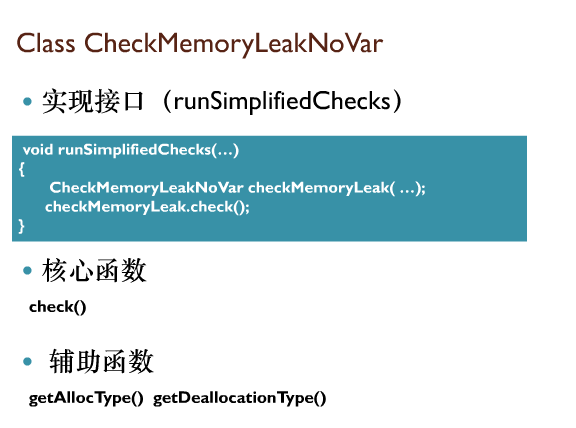 Class CheckMemoryLeakNoVar
• 实现接口（runSimplifiedChecks）
void runSimplifiedChecks(…)
{
CheckMemoryLeakNoVar checkMemoryLeak( …);
checkMemoryLeak.check();
}
• 核心函数
check()
• 辅助函数
getAllocType() getDeallocationType()